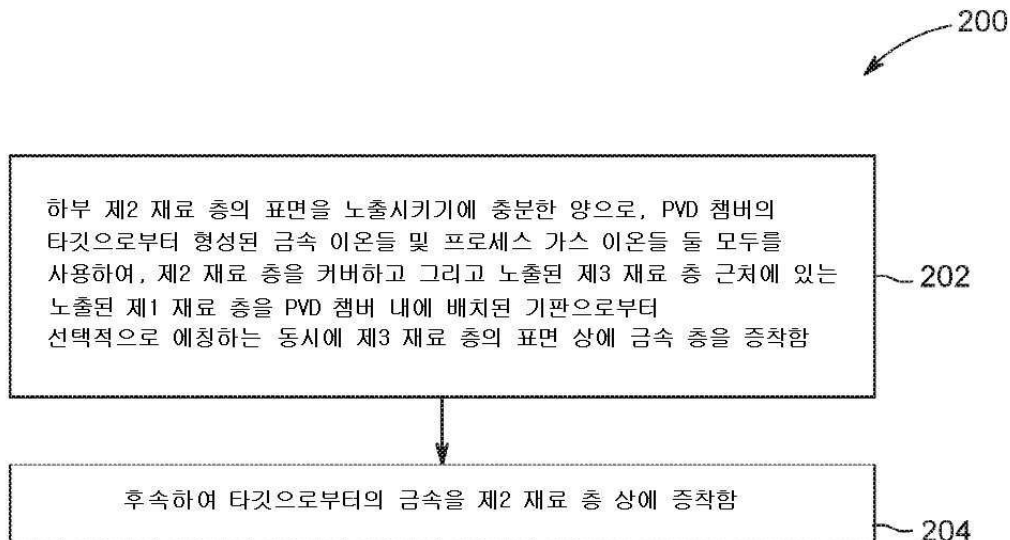 200
하부 제2 재료 층의 표면을 노출시키기에 충분한 양으로, PVD 챔버의
타깃으로부터 형성된 금속 이온들 및 프로세스 가스 이온들 둘 모두를
사용하여, 제2 재료 층을 커버하고 그리고 노출된 제3 재료 층 근처에 있는
노출된 제1 재료 층을 PVD 챔버 내에 배치된 기판으로부터
선택적으로 에칭하는 동시에 제3 재료 층의 표면 상에 금속 층을 증착함
202
후속하여 타깃으로부터의 금속을 제2 재료 층 상에 증착함
204